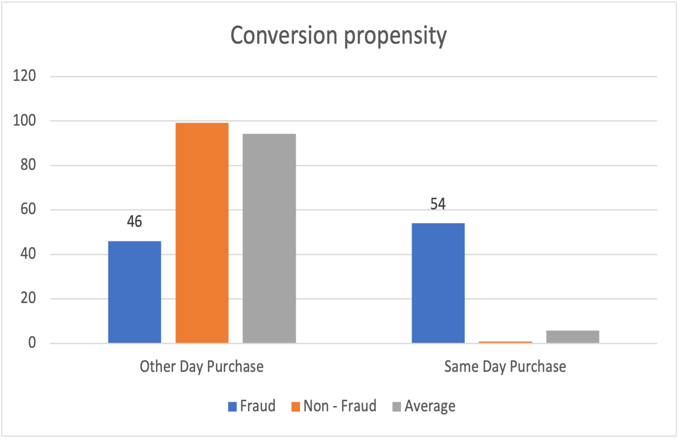 Conversion propensity
120
100
80
60
40
20
0
46
54
Other Day Purchase
Same Day Purchase
Fraud
Non - Fraud
Average